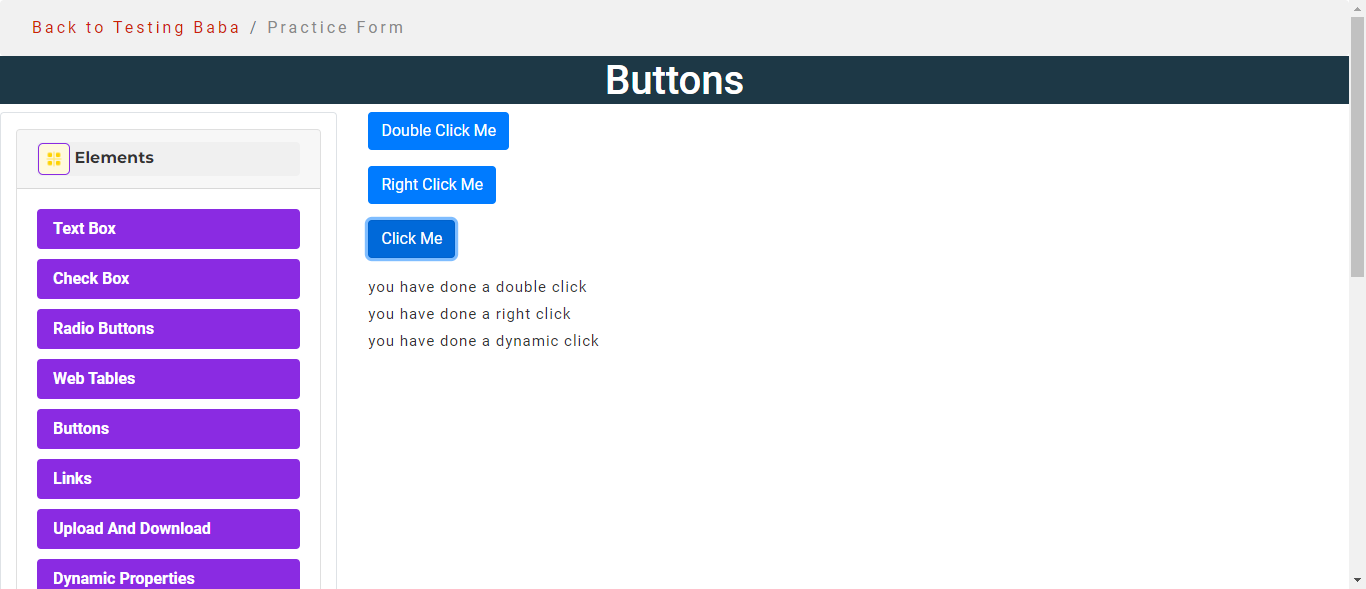 Back to Testing Baba / Practice Form
Buttons
Elements
Text Box
Check Box
Radio Buttons
Web Tables
Buttons
Links
Upload And Download
Dynamic Properties
Double Click Me
Right Click Me
Click Me
you have done a double click
you have done a right click
you have done a dynamic click